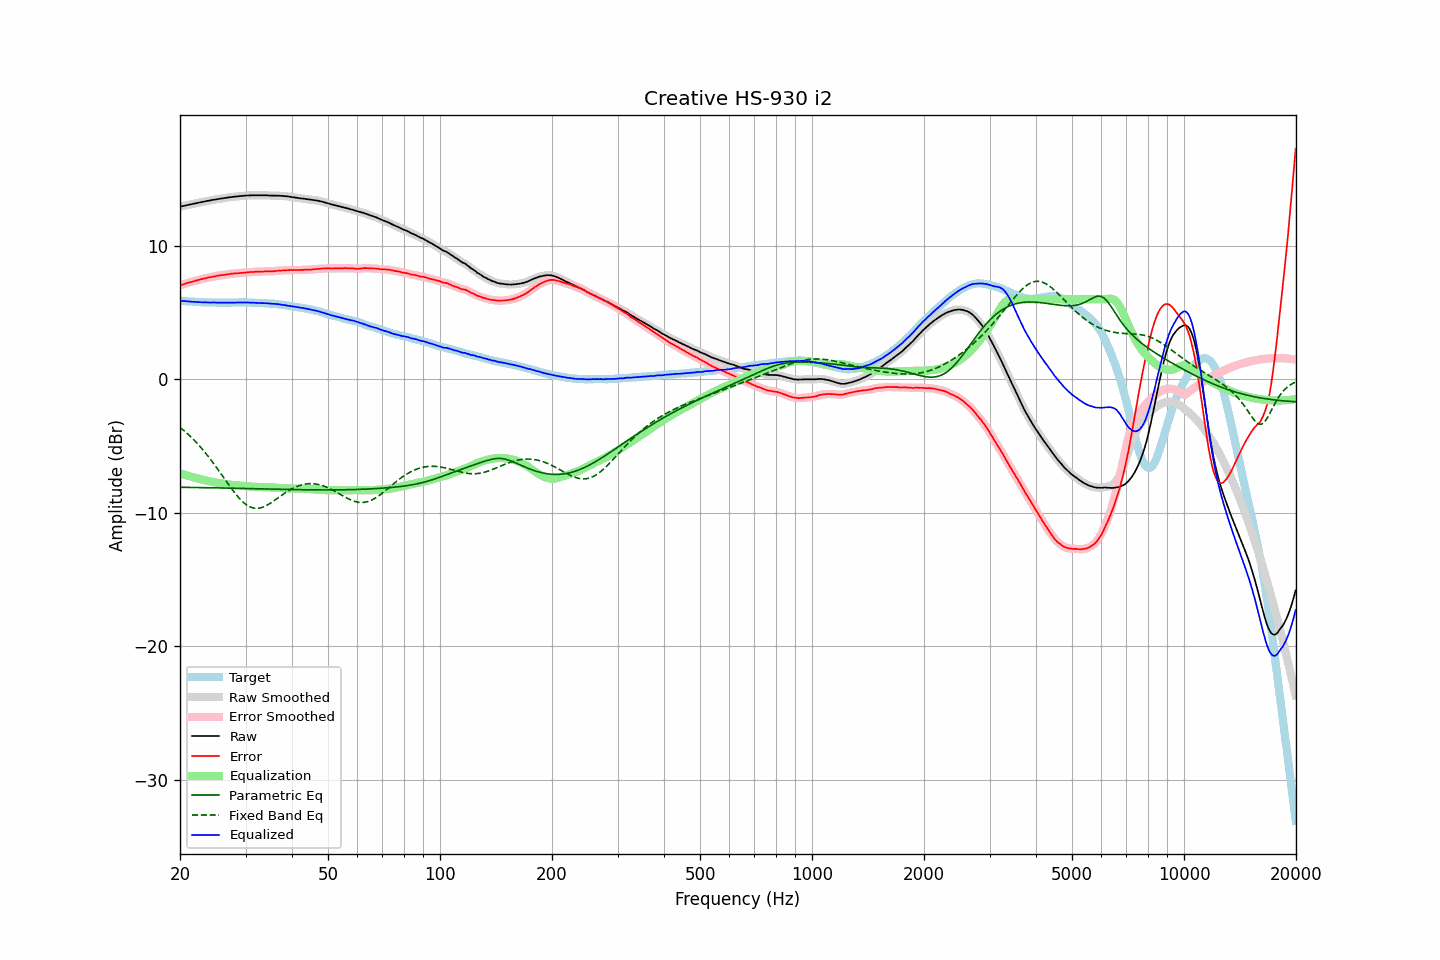 Creative HS-930 i2
Amplitude (dBr)
10
0
−10
−20
−30
Target
Raw Smoothed
Error Smoothed
Raw
Error
Equalization
Parametric Eq
Fixed Band Eq
Equalized
20 50 100 200 500 1000 2000 5000 10000 20000
Frequency (Hz)